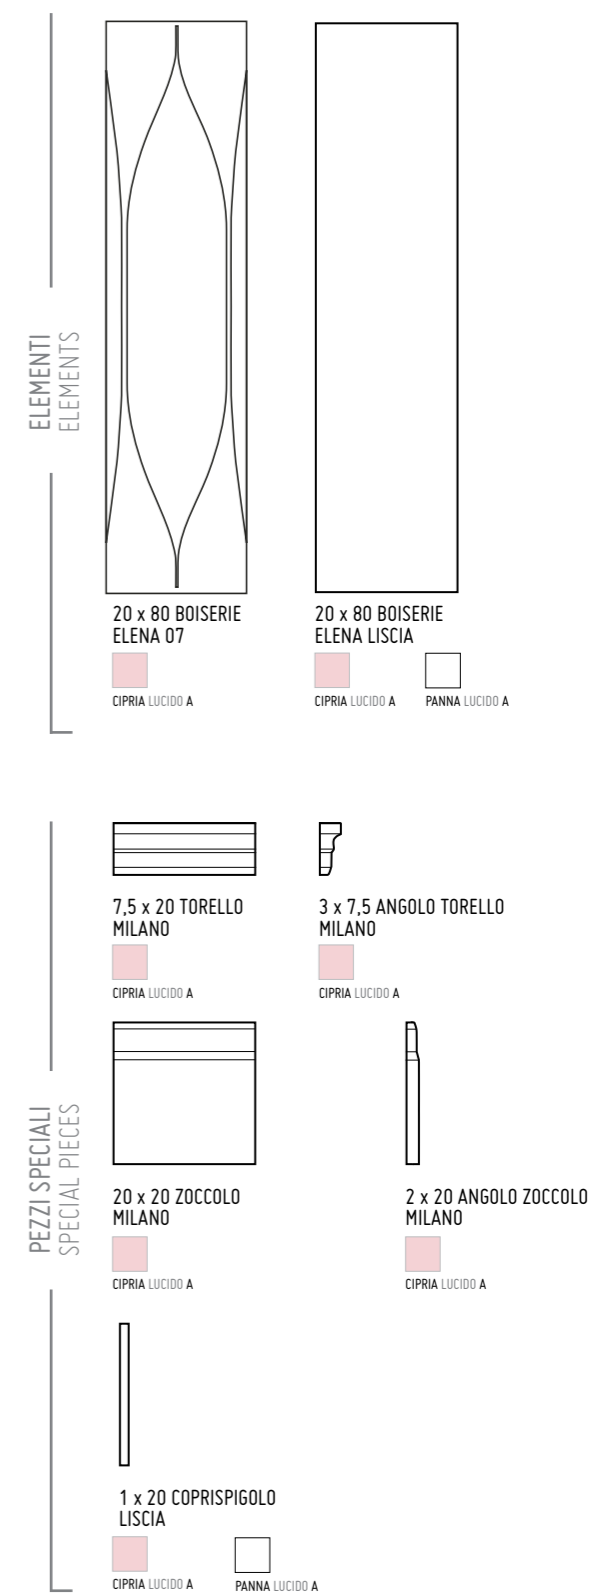 ELEMENTI
ELEMENTS
20 x 80 BOISERIE
ELENA 07
CIPRIA LUCIDO A
20 x 80 BOISERIE
ELENA LISCIA
CIPRIA LUCIDO A
PANNA LUCIDO A
PEZZI SPECIALI
SPECIAL PIECES
7,5 x 20 TORELLO
MILANO
CIPRIA LUCIDO A
3 x 7,5 ANGOLO TORELLO
MILANO
CIPRIA LUCIDO A
20 x 20 ZOCCOLO
MILANO
CIPRIA LUCIDO A
2 x 20 ANGOLO ZOCCOLO
MILANO
CIPRIA LUCIDO A
1 x 20 COPRISPIGOLO
LISCIA
CIPRIA LUCIDO A
PANNA LUCIDO A